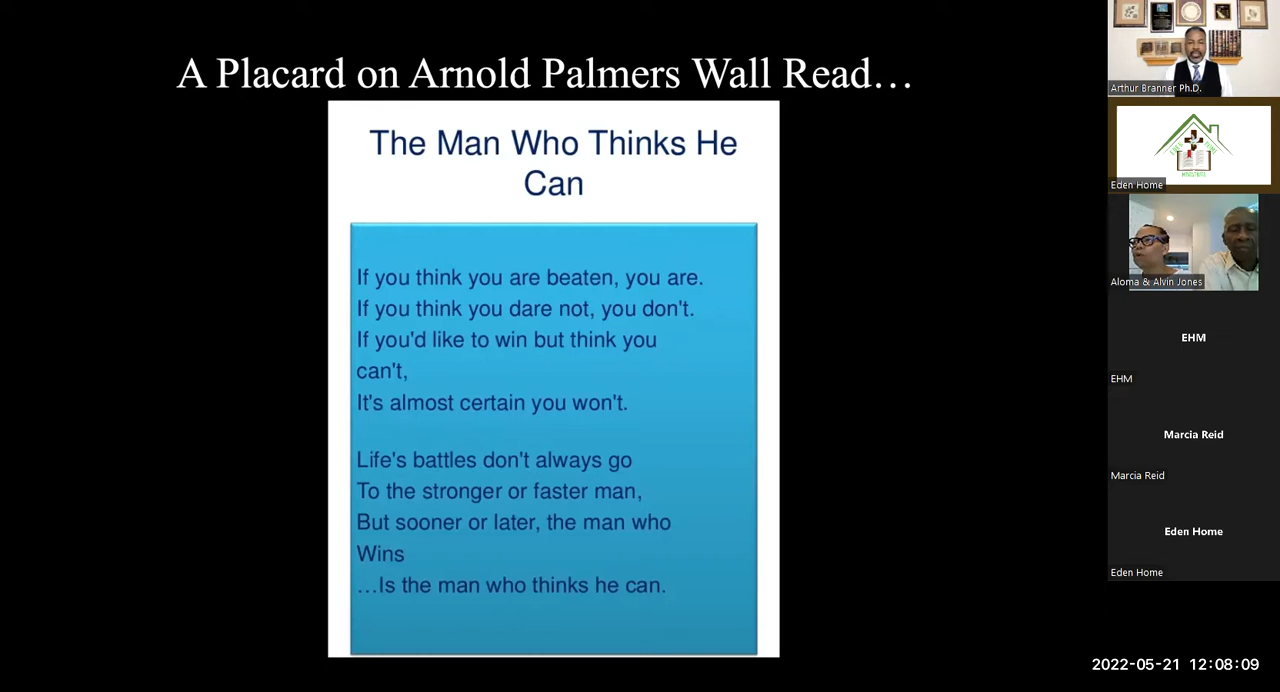 A Placard on Arnold Palmers Wall Read…
The Man Who Thinks He
Can
If you think you are beaten, you are.
If you think you dare not, you don't.
If you'd like to win but think you
can't,
It's almost certain you won't.
Life's battles don't always go
To the stronger or faster man,
But sooner or later, the man who
Wins
…Is the man who thinks he can.
Arthur Branner Ph.D.
Eden Home
Aloma & Alvin Jones
EHM
EHM
Marcia Reid
Marcia Reid
Eden Home
Eden Home
2022-05-21 12:08:09